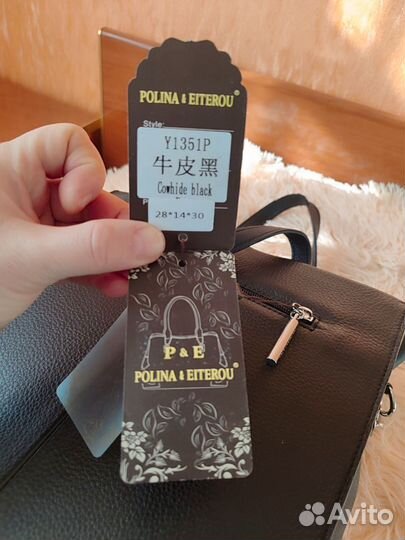 POLINA & EITEROU®
Style:
Y1351P
牛皮黑
Cowhide black
28*14*30
P & E
POLINA & EITEROU®
Avito